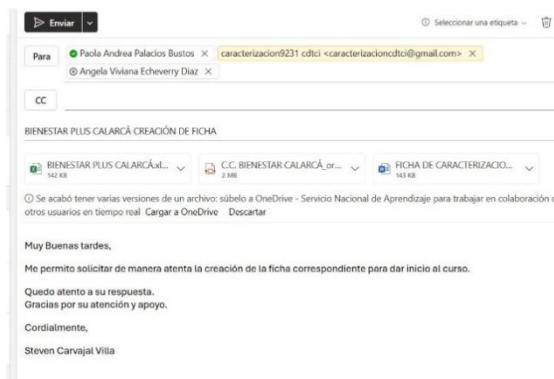 Enviar
Seleccionar una etiqueta
Para Paola Andrea Palacios Bustos caracterizacion9231 cdtci <caracterizacioncdtci@gmail.com>
Angela Viviana Echeverry Diaz
CC
BIENESTAR PLUS CALARCÁ CREACIÓN DE FICHA
BIENESTAR PLUS CALARCÁ.xl... C.C. BIENESTAR CALARCÁ_or... FICHA DE CARACTERIZACIO...
142 KB 2 MB 143 KB
Se acabó tener varias versiones de un archivo: súbelo a OneDrive - Servicio Nacional de Aprendizaje para trabajar en colaboración
otros usuarios en tiempo real Cargar a OneDrive Descartar
Muy Buenas tardes,
Me permito solicitar de manera atenta la creación de la ficha correspondiente para dar inicio al curso.
Quedo atento a su respuesta.
Gracias por su atención y apoyo.
Cordialmente,
Steven Carvajal Villa